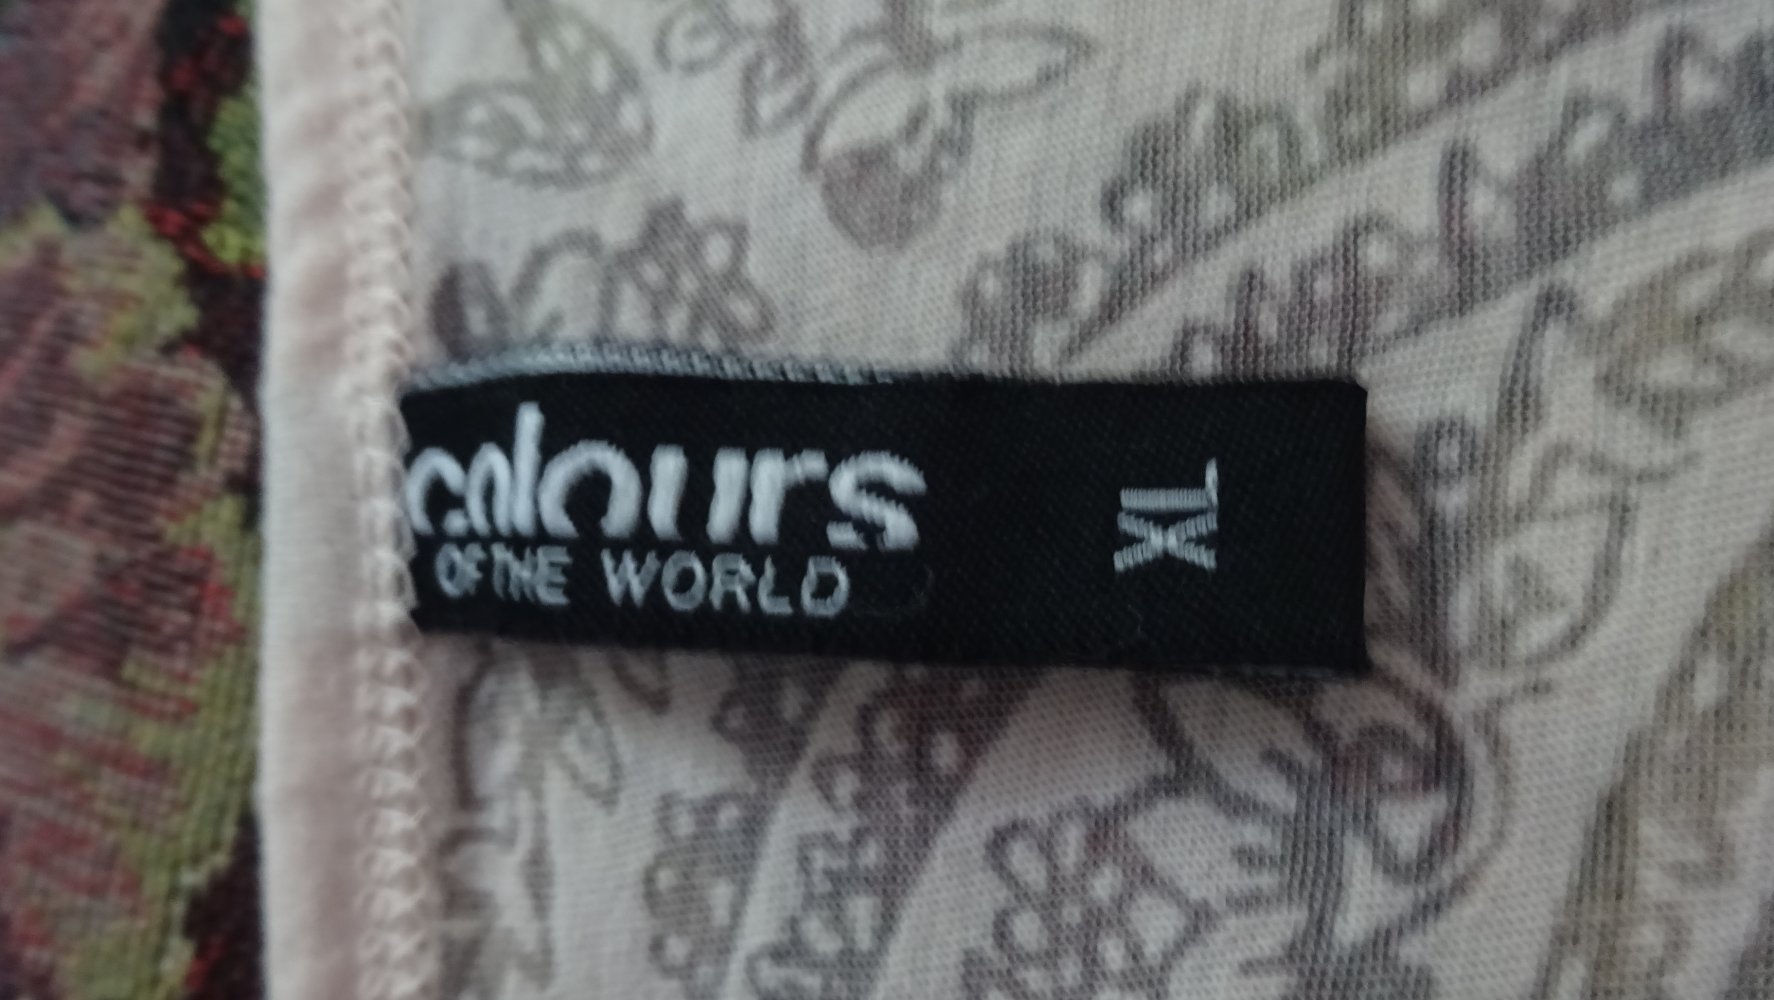 colours
OF THE WORLD
XL